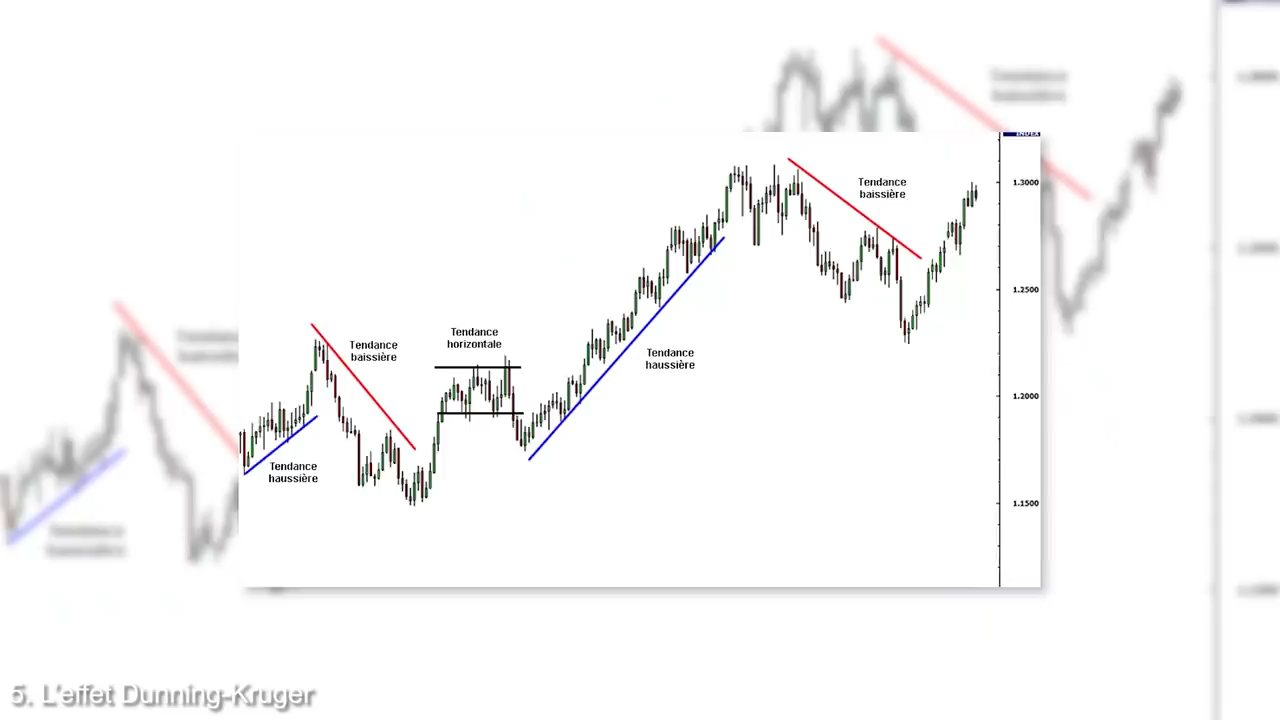 INDEX
Tendance
baissière
1.3000
1.2500
Tendance
horizontale
Tendance
baissière
Tendance
haussière
1.2000
Tendance
haussière
1.1500
5. L'effet Dunning-Kruger